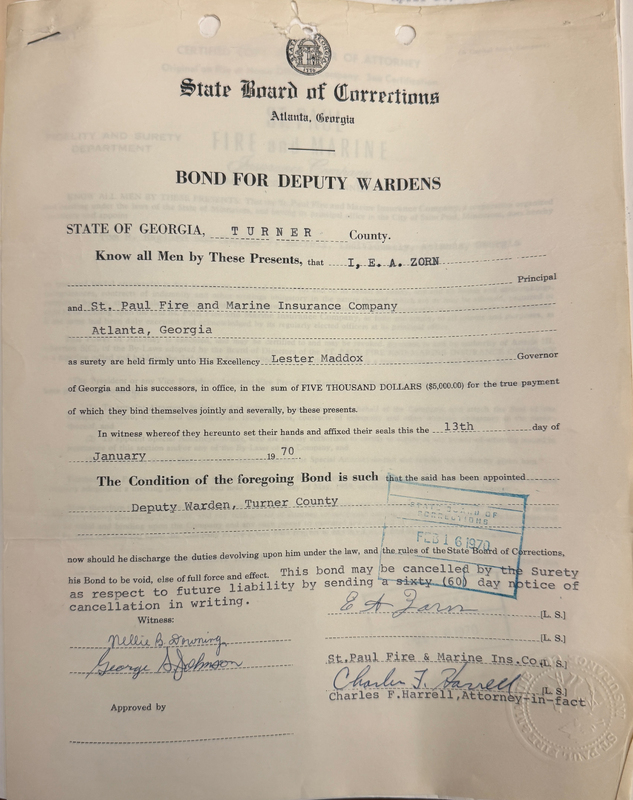 State Board of Corrections
Atlanta, Georgia
FIDELITY AND SURETY
DEPARTMENT
FIRE and MARINE
BOND FOR DEPUTY WARDENS
STATE OF GEORGIA, TURNER County.
Know all Men by These Presents, that I, E. A. ZORN
Principal
and St. Paul Fire and Marine Insurance Company
Atlanta, Georgia
as surety are held firmly unto His Excellency Lester Maddox Governor
of Georgia and his successors, in office, in the sum of FIVE THOUSAND DOLLARS ($5,000.00) for the true payment
of which they bind themselves jointly and severally, by these presents.
In witness whereof they hereunto set their hands and affixed their seals this the 13th day of
January 1970
The Condition of the foregoing Bond is such that the said has been appointed
Deputy Warden, Turner County
CORRECTIONS
FEB 16 1970
now should he discharge the duties devolving upon him under the law, and the rules of the State Board of Corrections,
his Bond to be void, else of full force and effect. This bond may be cancelled by the Surety
as respect to future liability by sending a sixty (60) day notice of
cancellation in writing.
E A Zorn [L. S.]
Witness:
Nellie B. Downing [L. S.]
George S Johnson St.Paul Fire & Marine Ins.Co. [L. S.]
Charles F. Harrell [L. S.]
Charles F.Harrell,Attorney-in-fact
Approved by